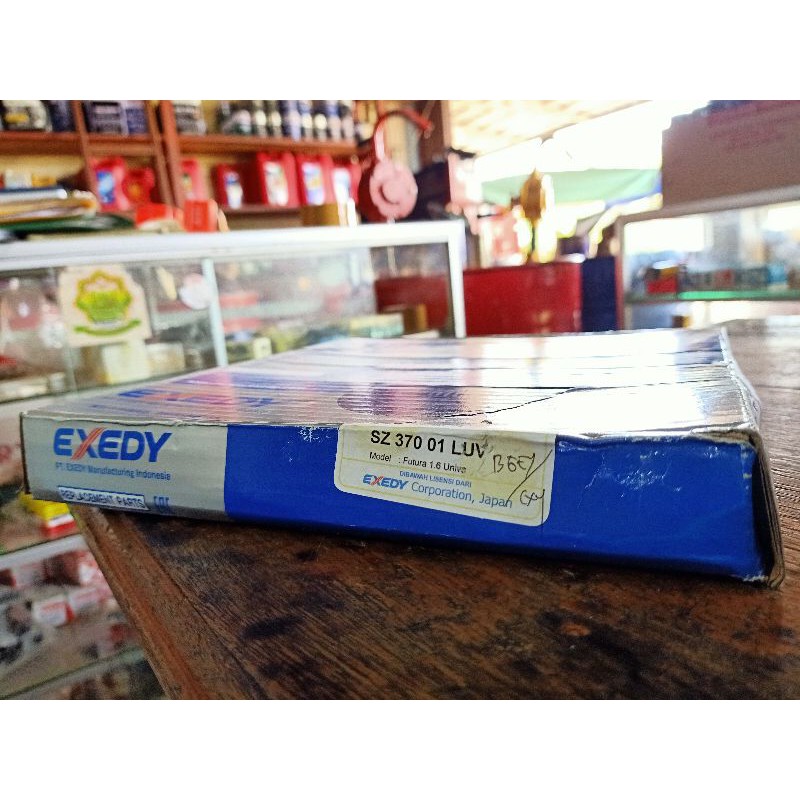 EXEDY
PT. EXEDY Manufacturing Indonesia
REPLACEMENT PARTS
SZ 370 01 LUV
Model : Futura 1.6 Unive
DIBAWAH LISENSI DARI
EXEDY Corporation, Japan